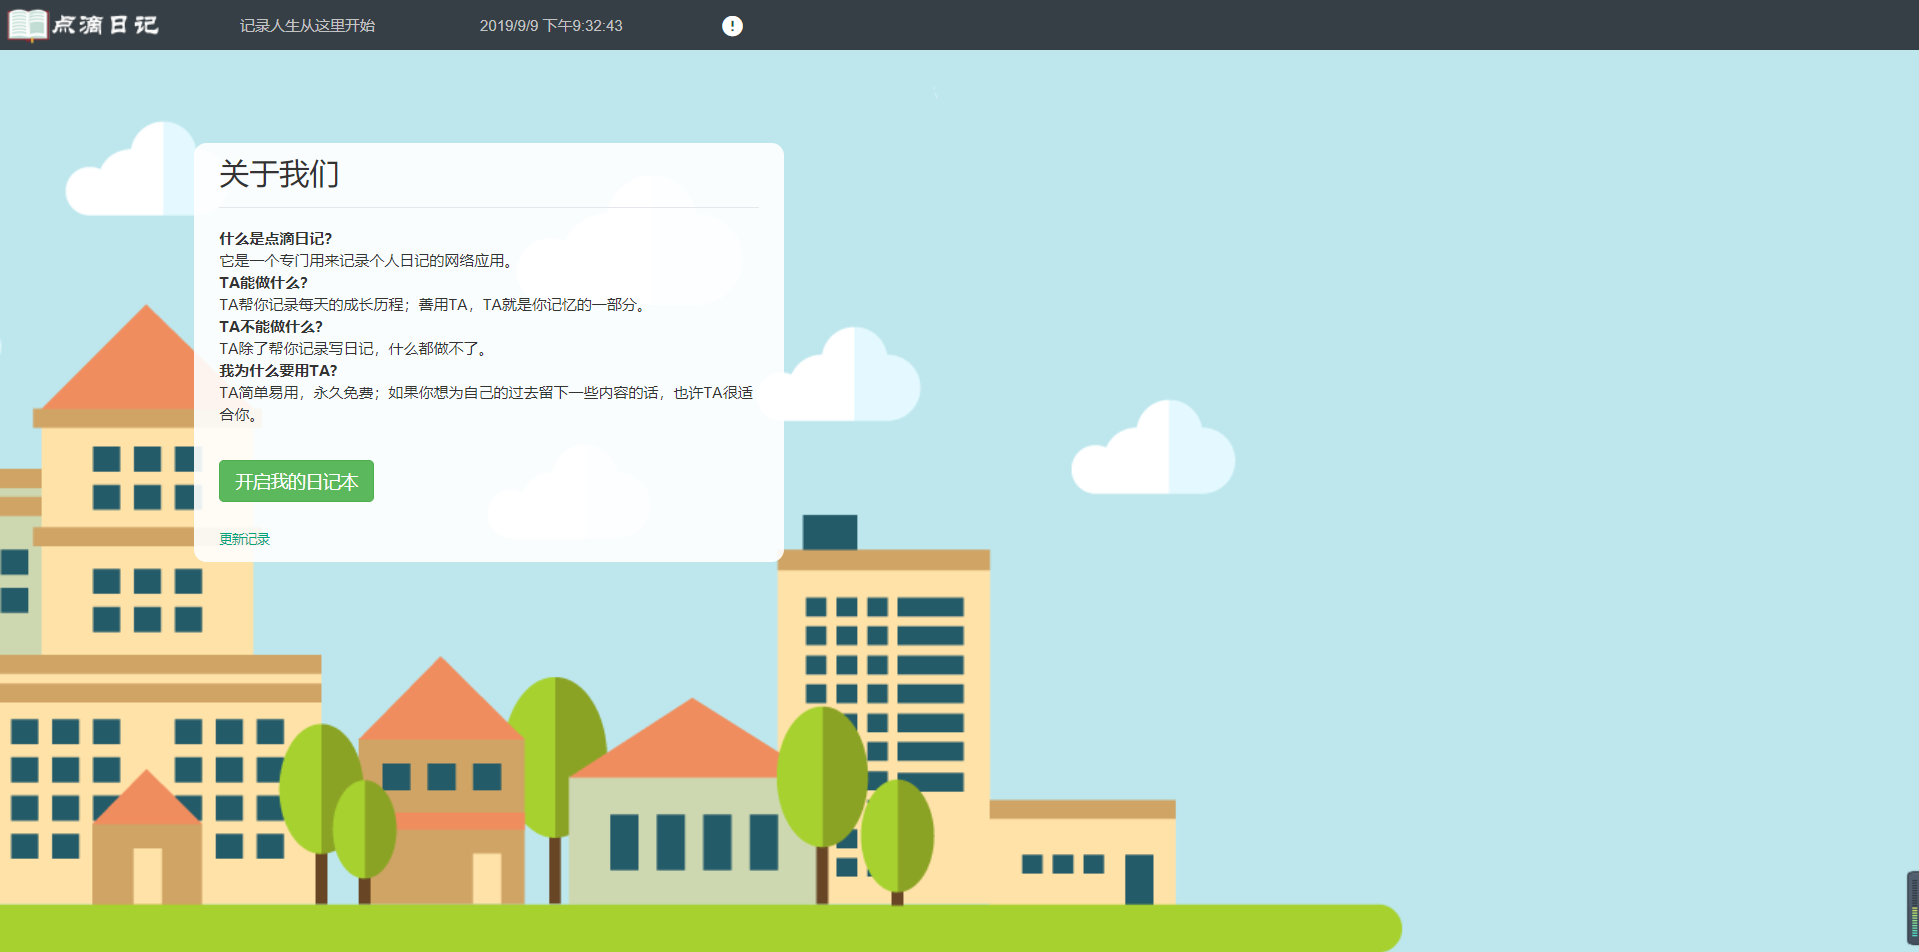 点滴日记
记录人生从这里开始
2019/9/9 下午9:32:43
关于我们
什么是点滴日记?
它是一个专门用来记录个人日记的网络应用。
TA能做什么?
TA帮你记录每天的成长历程；善用TA，TA就是你记忆的一部分。
TA不能做什么?
TA除了帮你记录写日记，什么都做不了。
我为什么要用TA?
TA简单易用，永久免费；如果你想为自己的过去留下一些内容的话，也许TA很适
合你。
开启我的日记本
更新记录